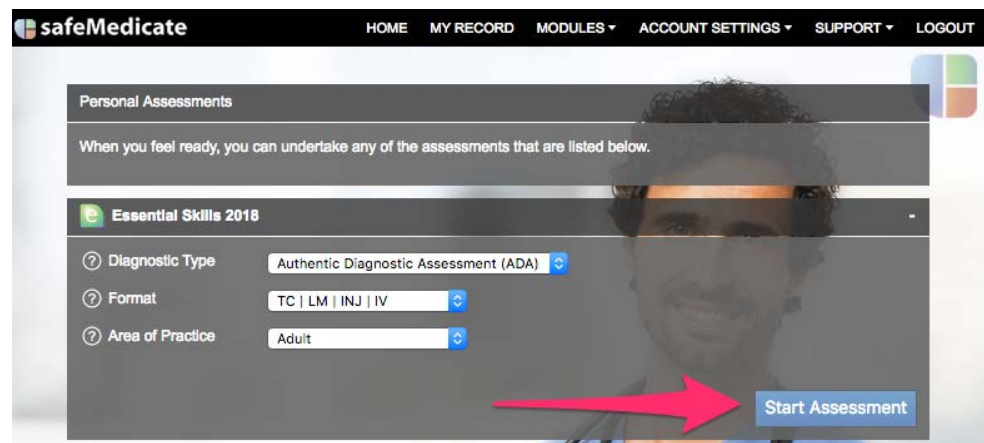 safeMedicate HOME MY RECORD MODULES ACCOUNT SETTINGS SUPPORT LOGOUT
Personal Assessments
When you feel ready, you can undertake any of the assessments that are listed below.
e Essential Skills 2018 -
? Diagnostic Type Authentic Diagnostic Assessment (ADA)
? Format TC | LM | INJ | IV
? Area of Practice Adult
Start Assessment